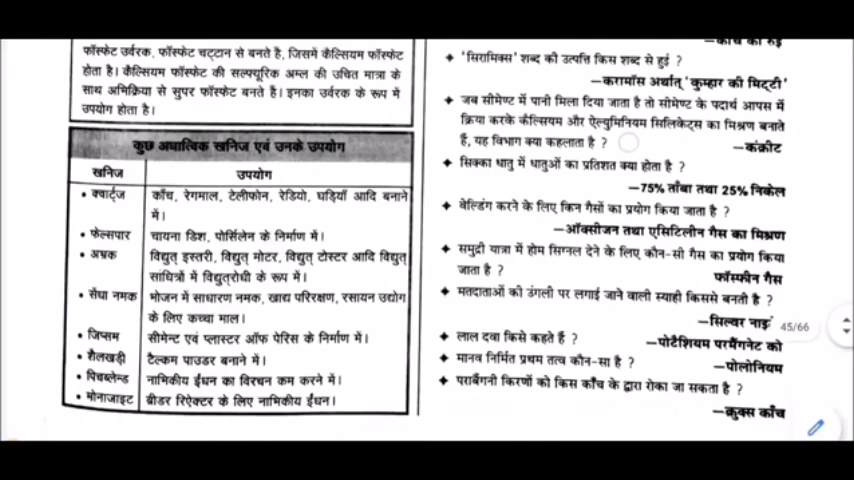 फॉस्फेट उर्वरक, फॉस्फेट चट्टान से बनते है, जिसमें कैल्सियम फॉस्फेट
होता है। कैल्सियम फॉस्फेट की सल्फ्यूरिक अम्ल की उचित मात्रा के
साथ अभिक्रिया से सुपर फॉस्फेट बनते है। इनका उर्वरक के रूप में
उपयोग होता है।
कुछ अधात्विक खनिज एवं उनके उपयोग
खनिज उपयोग
• क्वार्ट्ज काँच, रेगमाल, टेलीफोन, रेडियो, घड़ियाँ आदि बनाने
में।
• फेल्सपार चायना डिश, पोर्सिलेन के निर्माण में।
• अभ्रक विद्युत् इस्तरी, विद्युत् मोटर, विद्युत् टोस्टर आदि विद्युत्
साधित्रों में विद्युत्रोधी के रूप में।
• सेंधा नमक भोजन में साधारण नमक, खाद्य परिरक्षण, रसायन उद्योग
के लिए कच्चा माल।
• जिप्सम सीमेन्ट एवं प्लास्टर ऑफ पेरिस के निर्माण में।
• शैलखड़ी टैल्कम पाउडर बनाने में।
• पिचब्लेन्ड नाभिकीय ईंधन का विरचन कम करने में।
• मोनाजाइट ब्रीडर रिऐक्टर के लिए नाभिकीय ईंधन।
—काँच की रुई
✦ 'सिरामिक्स' शब्द की उत्पत्ति किस शब्द से हुई ?
—करामॉस अर्थात् 'कुम्हार की मिट्टी'
✦ जब सीमेण्ट में पानी मिला दिया जाता है तो सीमेण्ट के पदार्थ आपस में
क्रिया करके कैल्सियम और ऐल्युमिनियम सिलिकेट्स का मिश्रण बनाते
हैं, यह विभाग क्या कहलाता है ? —कंक्रीट
✦ सिक्का धातु में धातुओं का प्रतिशत क्या होता है ?
—75% ताँबा तथा 25% निकेल
✦ वेल्डिंग करने के लिए किन गैसों का प्रयोग किया जाता है ?
—ऑक्सीजन तथा एसिटिलीन गैस का मिश्रण
✦ समुद्री यात्रा में होम सिग्नल देने के लिए कौन-सी गैस का प्रयोग किया
जाता है ? फॉस्फीन गैस
✦ मतदाताओं की उंगली पर लगाई जाने वाली स्याही किससे बनती है ?
—सिल्वर नाइ
45/66
✦ लाल दवा किसे कहते हैं ? —पोटैशियम परमैंगनेट को
✦ मानव निर्मित प्रथम तत्व कौन-सा है ? —पोलोनियम
✦ पराबैंगनी किरणों को किस काँच के द्वारा रोका जा सकता है ?
—क्रुक्स काँच